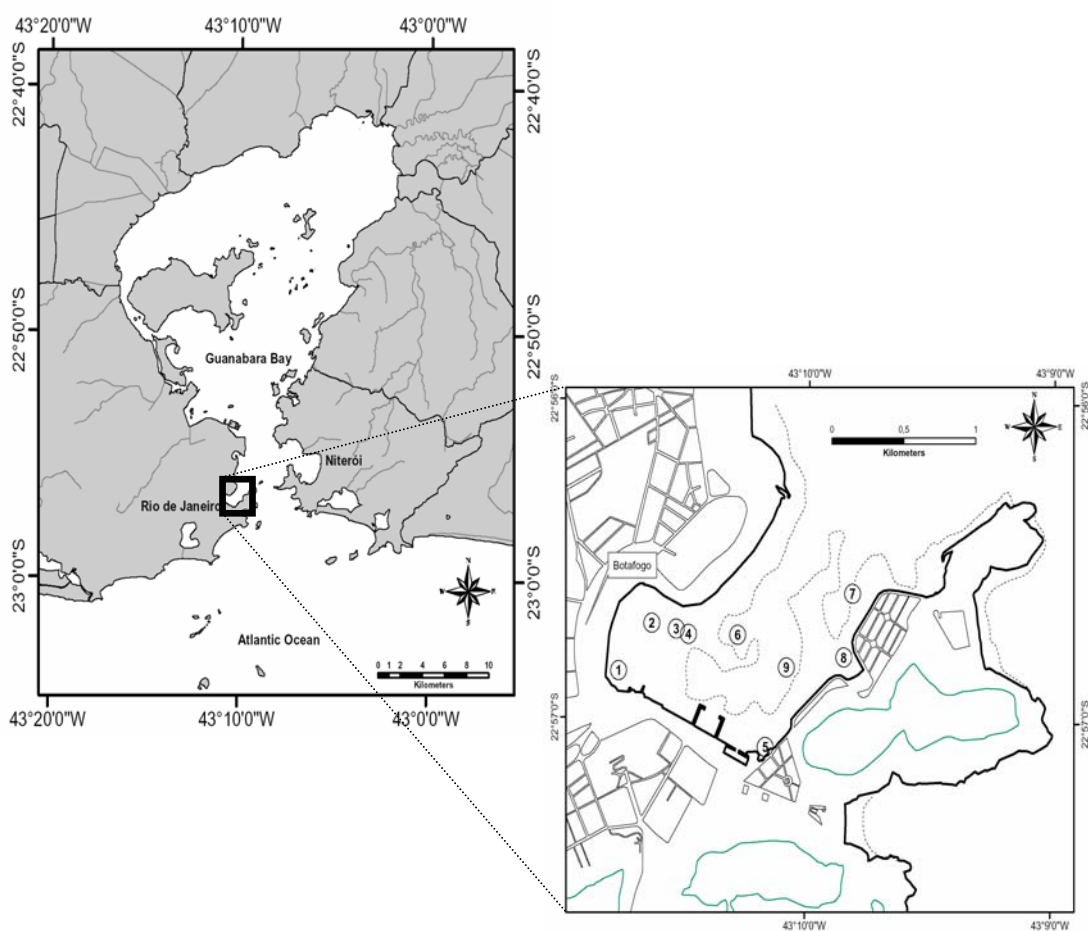 43°20'0"W 43°10'0"W 43°0'0"W
22°40'0"S
22°40'0"S
22°50'0"S
22°50'0"S
23°0'0"S
23°0'0"S
Guanabara Bay
Niterói
Rio de Janeiro
Atlantic Ocean
N
W E
S
0 1 2 4 6 8 10
Kilometers
43°20'0"W 43°10'0"W 43°0'0"W
43°10'0"W 43°9'0"W
22°56'0"S
22°56'0"S
N
W E
S
0 0,5 1
Kilometers
Botafogo
7
2
3
4
6
8
9
1
5
22°57'0"S
22°57'0"S
43°10'0"W 43°9'0"W